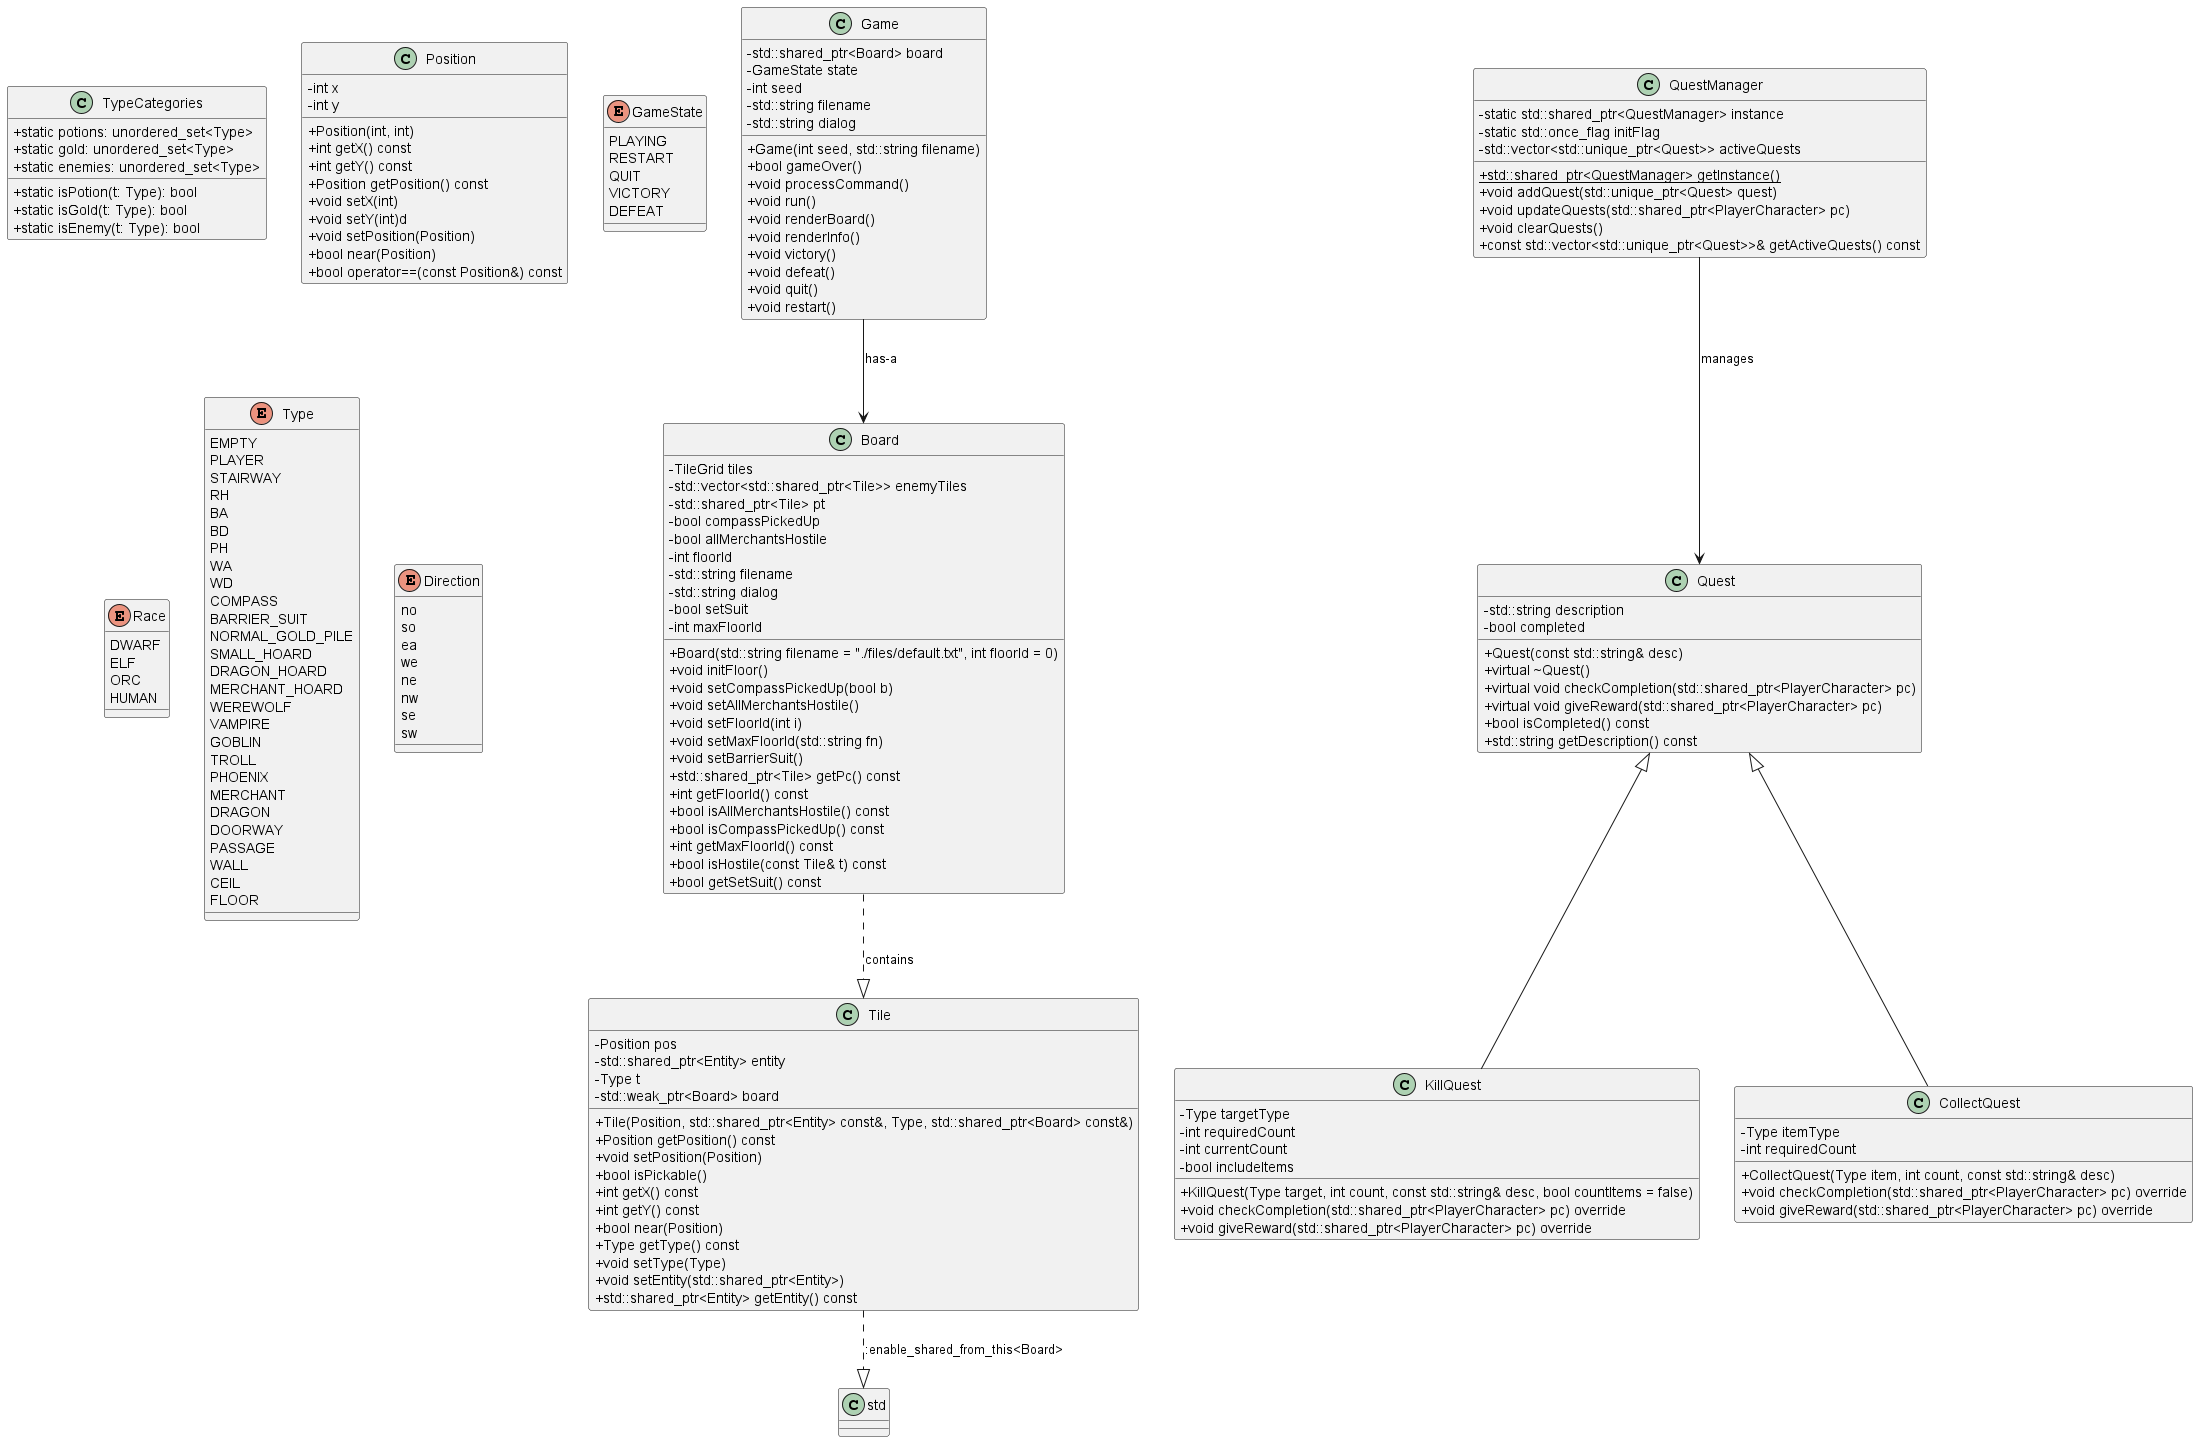 C TypeCategories
+static potions: unordered_set<Type>
+static gold: unordered_set<Type>
+static enemies: unordered_set<Type>
+static isPotion(t: Type): bool
+static isGold(t: Type): bool
+static isEnemy(t: Type): bool
C Position
-int x
-int y
+Position(int, int)
+int getX() const
+int getY() const
+Position getPosition() const
+void setX(int)
+void setY(int)d
+void setPosition(Position)
+bool near(Position)
+bool operator==(const Position&) const
E GameState
PLAYING
RESTART
QUIT
VICTORY
DEFEAT
C Game
-std::shared_ptr<Board> board
-GameState state
-int seed
-std::string filename
-std::string dialog
+Game(int seed, std::string filename)
+bool gameOver()
+void processCommand()
+void run()
+void renderBoard()
+void renderInfo()
+void victory()
+void defeat()
+void quit()
+void restart()
C QuestManager
-static std::shared_ptr<QuestManager> instance
-static std::once_flag initFlag
-std::vector<std::unique_ptr<Quest>> activeQuests
+std::shared_ptr<QuestManager> getInstance()
+void addQuest(std::unique_ptr<Quest> quest)
+void updateQuests(std::shared_ptr<PlayerCharacter> pc)
+void clearQuests()
+const std::vector<std::unique_ptr<Quest>>& getActiveQuests() const
has-a
manages
E Race
DWARF
ELF
ORC
HUMAN
E Type
EMPTY
PLAYER
STAIRWAY
RH
BA
BD
PH
WA
WD
COMPASS
BARRIER_SUIT
NORMAL_GOLD_PILE
SMALL_HOARD
DRAGON_HOARD
MERCHANT_HOARD
WEREWOLF
VAMPIRE
GOBLIN
TROLL
PHOENIX
MERCHANT
DRAGON
DOORWAY
PASSAGE
WALL
CEIL
FLOOR
E Direction
no
so
ea
we
ne
nw
se
sw
C Board
-TileGrid tiles
-std::vector<std::shared_ptr<Tile>> enemyTiles
-std::shared_ptr<Tile> pt
-bool compassPickedUp
-bool allMerchantsHostile
-int floorId
-std::string filename
-std::string dialog
-bool setSuit
-int maxFloorId
+Board(std::string filename = "./files/default.txt", int floorId = 0)
+void initFloor()
+void setCompassPickedUp(bool b)
+void setAllMerchantsHostile()
+void setFloorId(int i)
+void setMaxFloorId(std::string fn)
+void setBarrierSuit()
+std::shared_ptr<Tile> getPc() const
+int getFloorId() const
+bool isAllMerchantsHostile() const
+bool isCompassPickedUp() const
+int getMaxFloorId() const
+bool isHostile(const Tile& t) const
+bool getSetSuit() const
C Quest
-std::string description
-bool completed
+Quest(const std::string& desc)
+virtual ~Quest()
+virtual void checkCompletion(std::shared_ptr<PlayerCharacter> pc)
+virtual void giveReward(std::shared_ptr<PlayerCharacter> pc)
+bool isCompleted() const
+std::string getDescription() const
contains
C Tile
-Position pos
-std::shared_ptr<Entity> entity
-Type t
-std::weak_ptr<Board> board
+Tile(Position, std::shared_ptr<Entity> const&, Type, std::shared_ptr<Board> const&)
+Position getPosition() const
+void setPosition(Position)
+bool isPickable()
+int getX() const
+int getY() const
+bool near(Position)
+Type getType() const
+void setType(Type)
+void setEntity(std::shared_ptr<Entity>)
+std::shared_ptr<Entity> getEntity() const
C KillQuest
-Type targetType
-int requiredCount
-int currentCount
-bool includeItems
+KillQuest(Type target, int count, const std::string& desc, bool countItems = false)
+void checkCompletion(std::shared_ptr<PlayerCharacter> pc) override
+void giveReward(std::shared_ptr<PlayerCharacter> pc) override
C CollectQuest
-Type itemType
-int requiredCount
+CollectQuest(Type item, int count, const std::string& desc)
+void checkCompletion(std::shared_ptr<PlayerCharacter> pc) override
+void giveReward(std::shared_ptr<PlayerCharacter> pc) override
:enable_shared_from_this<Board>
C std